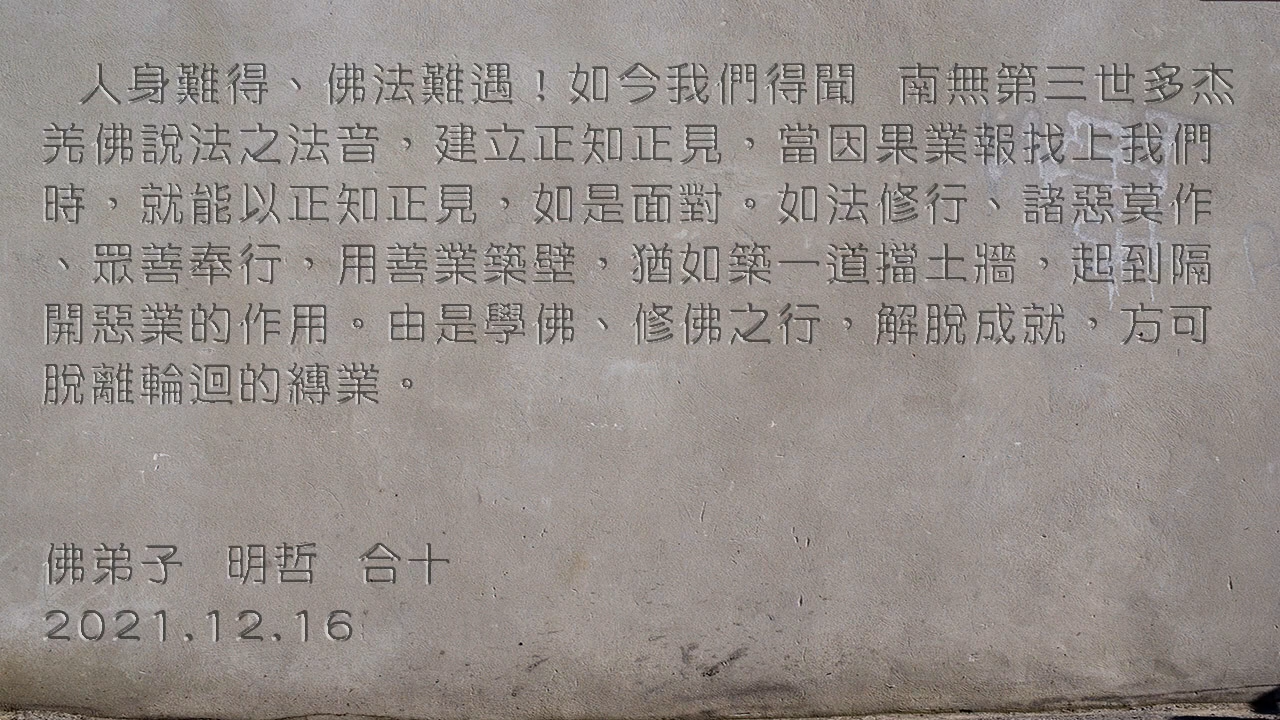 人身難得、佛法難遇！如今我們得聞　南無第三世多杰
羌佛說法之法音，建立正知正見，當因果業報找上我們
時，就能以正知正見，如是面對。如法修行、諸惡莫作
、眾善奉行，用善業築壁，猶如築一道擋土牆，起到隔
開惡業的作用。由是學佛、修佛之行，解脫成就，方可
脫離輪迴的縛業。
佛弟子　明哲　合十
2021.12.16